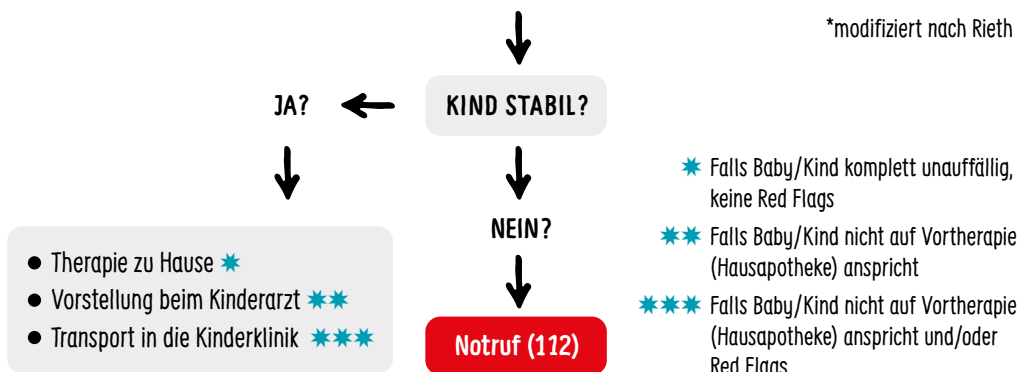 *modifiziert nach Rieth
JA?
KIND STABIL?
NEIN?
● Therapie zu Hause ✷
● Vorstellung beim Kinderarzt ✷✷
● Transport in die Kinderklinik ✷✷✷
Notruf (112)
✷ Falls Baby/Kind komplett unauffällig,
keine Red Flags
✷✷ Falls Baby/Kind nicht auf Vortherapie
(Hausapotheke) anspricht
✷✷✷ Falls Baby/Kind nicht auf Vortherapie
(Hausapotheke) anspricht und/oder
Red Flags